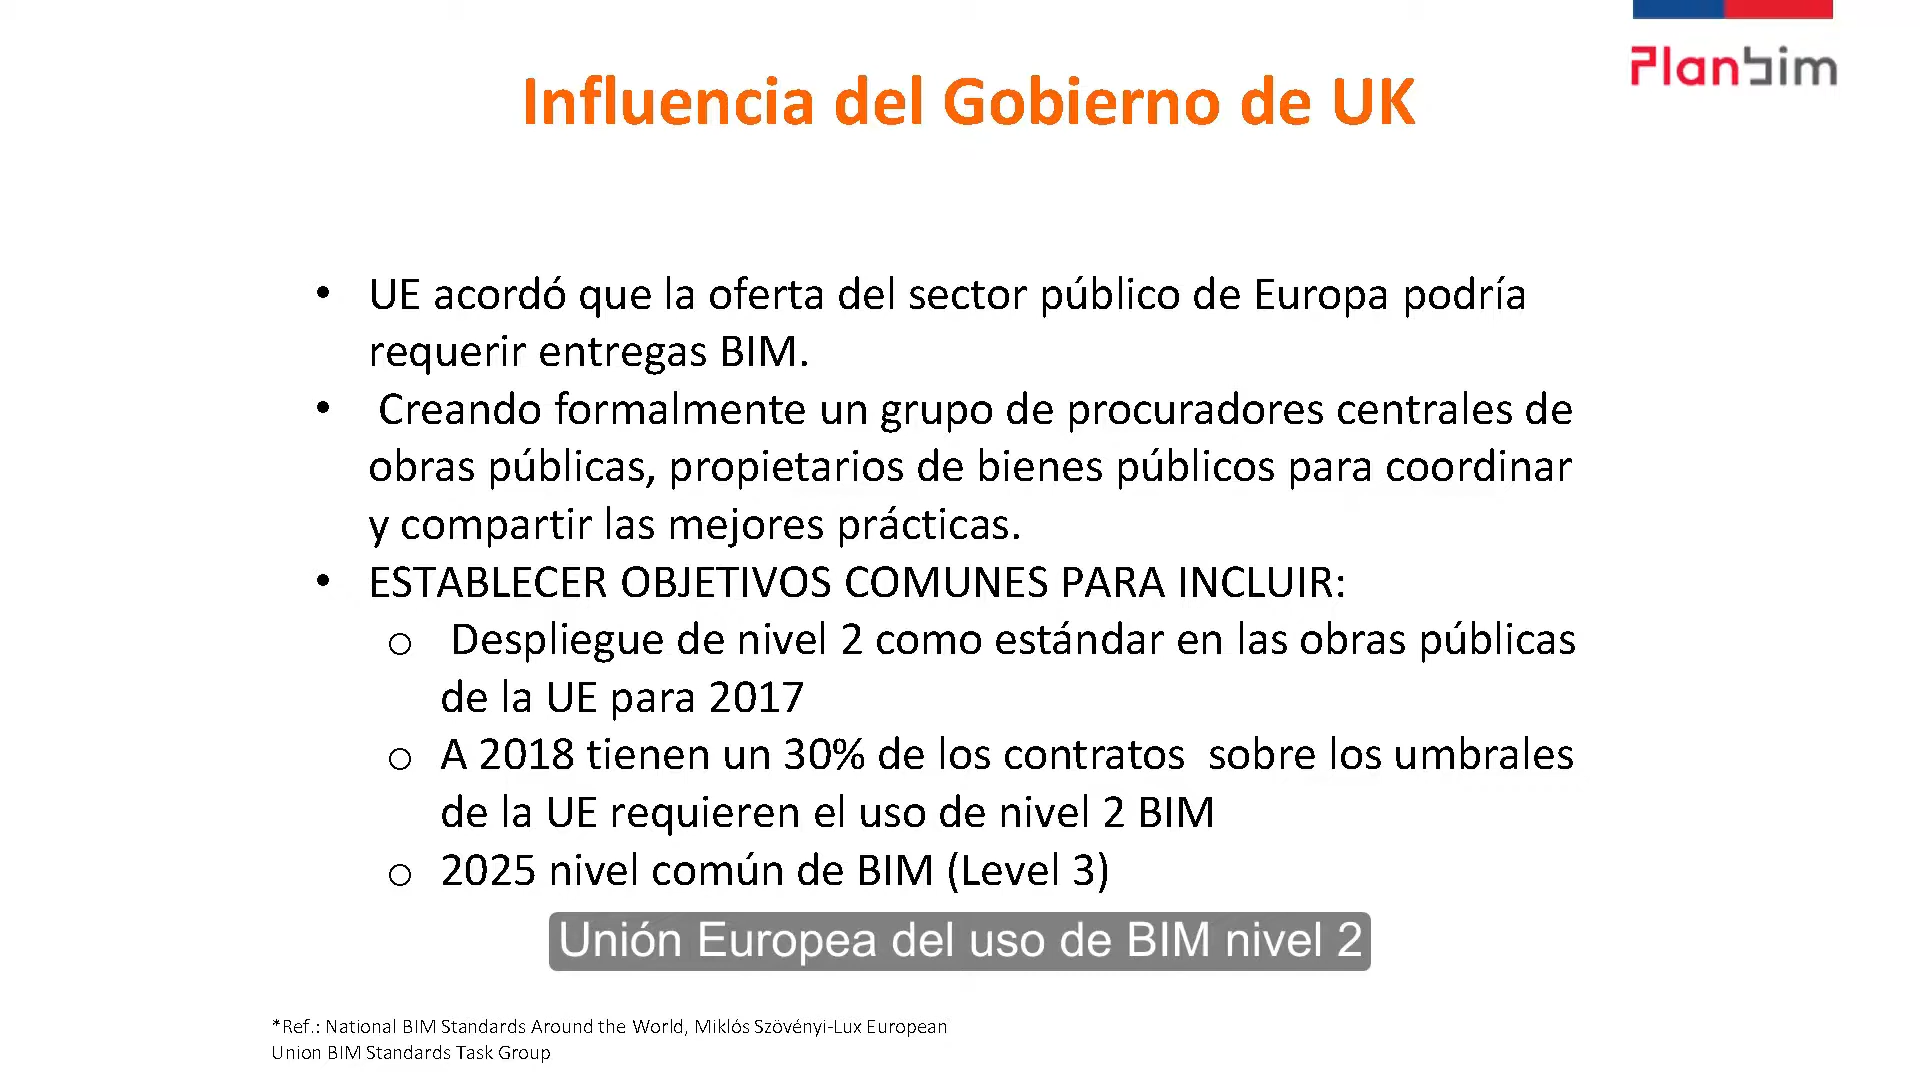 Planbim
Influencia del Gobierno de UK
• UE acordó que la oferta del sector público de Europa podría
requerir entregas BIM.
• Creando formalmente un grupo de procuradores centrales de
obras públicas, propietarios de bienes públicos para coordinar
y compartir las mejores prácticas.
• ESTABLECER OBJETIVOS COMUNES PARA INCLUIR:
o Despliegue de nivel 2 como estándar en las obras públicas
de la UE para 2017
o A 2018 tienen un 30% de los contratos sobre los umbrales
de la UE requieren el uso de nivel 2 BIM
o 2025 nivel común de BIM (Level 3)
Unión Europea del uso de BIM nivel 2
*Ref.: National BIM Standards Around the World, Miklós Szövényi-Lux European
Union BIM Standards Task Group